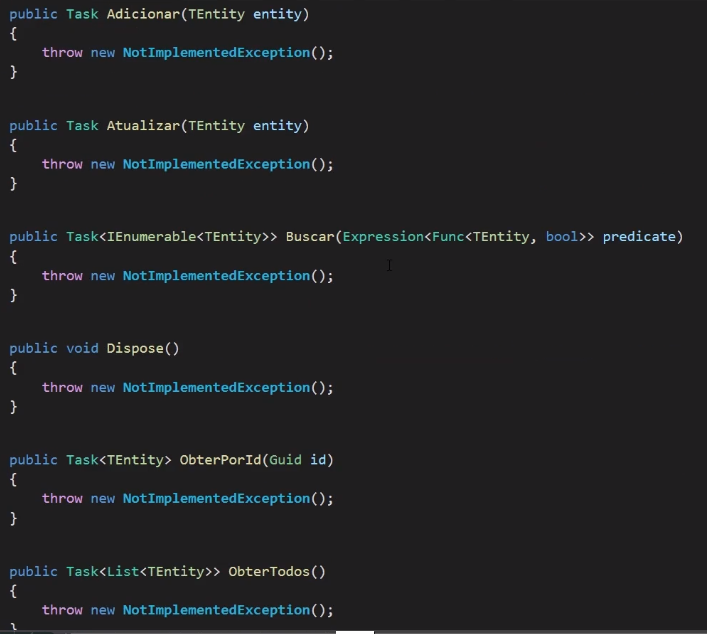 public Task Adicionar(TEntity entity)
{
    throw new NotImplementedException();
}
public Task Atualizar(TEntity entity)
{
    throw new NotImplementedException();
}
public Task<IEnumerable<TEntity>> Buscar(Expression<Func<TEntity, bool>> predicate)
{
    throw new NotImplementedException();
}
public void Dispose()
{
    throw new NotImplementedException();
}
public Task<TEntity> ObterPorId(Guid id)
{
    throw new NotImplementedException();
}
public Task<List<TEntity>> ObterTodos()
{
    throw new NotImplementedException();
}